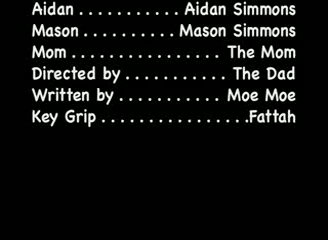 Aidan . . . . . . . . . . . Aidan Simmons
Mason . . . . . . . . . . Mason Simmons
Mom . . . . . . . . . . . . . . . . The Mom
Directed by . . . . . . . . . . . The Dad
Written by . . . . . . . . . . . Moe Moe
Key Grip . . . . . . . . . . . . . . . .Fattah